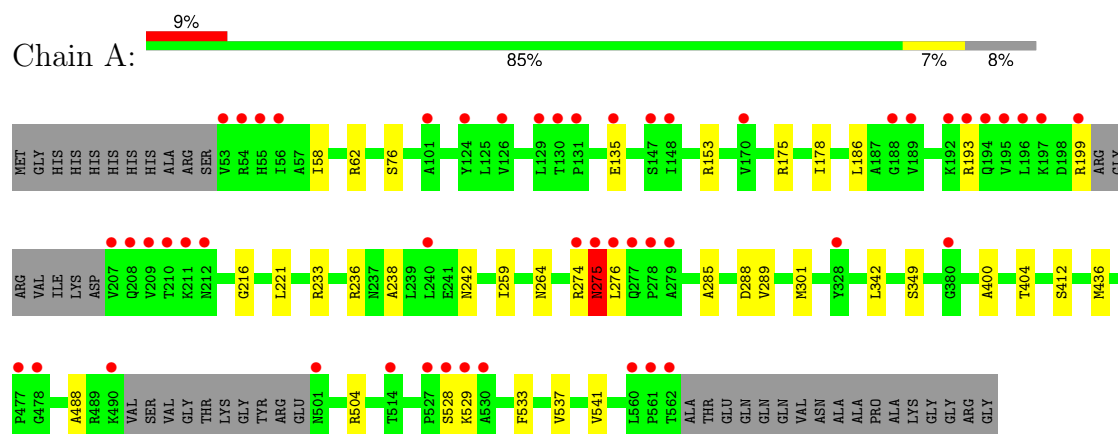 9%
Chain A:
85% 7% 8%
MET GLY HIS HIS HIS HIS HIS HIS ALA ARG SER V53 R54 H55 I56 A57 I58 R62 S76 A101 Y124 L125 V126 L129 T130 P131 E135 S147 I148 R153 V170 R175 I178 L186 A187 G188 V189 K192 R193 Q194 V195 L196 K197 D198 R199 ARG GLY
ARG VAL ILE LYS ASP V207 Q208 V209 T210 K211 N212 G216 L221 R233 R236 N237 A238 L239 L240 E241 N242 I259 N264 R274 N275 L276 Q277 P278 A279 A285 D288 V289 M301 Y328 L342 S349 G380 A400 T404 S412 M436
P477 G478 A488 R489 K490 VAL SER VAL GLY THR LYS GLY TYR ARG GLU N501 R504 T514 P527 S528 K529 A530 F533 V537 V541 L560 P561 T562 ALA THR GLU GLN GLN GLN VAL ASN ALA ALA PRO ALA LYS GLY GLY ARG GLY